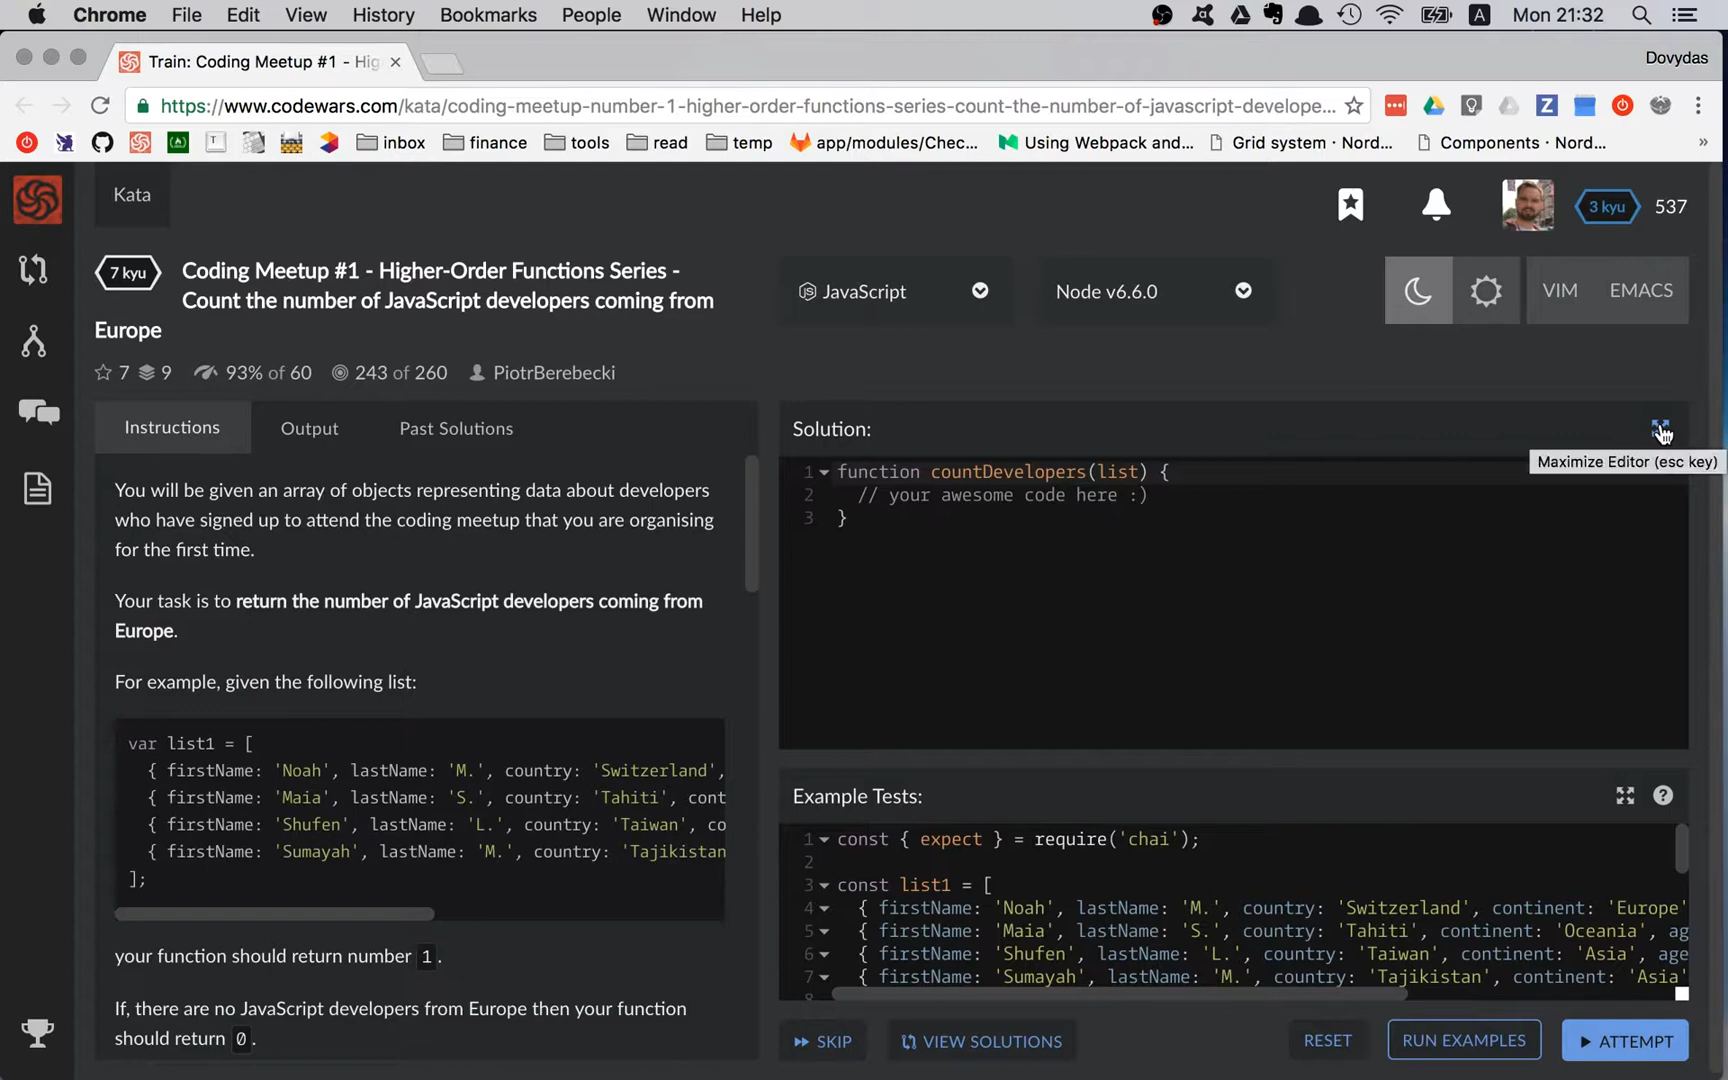 Chrome File Edit View History Bookmarks People Window Help A Mon 21:32
Train: Coding Meetup #1 - Hig Dovydas
https://www.codewars.com/kata/coding-meetup-number-1-higher-order-functions-series-count-the-number-of-javascript-develope...
inbox finance tools read temp app/modules/Chec... Using Webpack and... Grid system · Nord... Components · Nord... »
Kata
3 kyu 537
7 kyu Coding Meetup #1 - Higher-Order Functions Series -
Count the number of JavaScript developers coming from
Europe
JavaScript Node v6.6.0 VIM EMACS
7 9 93% of 60 243 of 260 PiotrBerebecki
Instructions Output Past Solutions
You will be given an array of objects representing data about developers
who have signed up to attend the coding meetup that you are organising
for the first time.
Your task is to return the number of JavaScript developers coming from
Europe.
For example, given the following list:
var list1 = [
{ firstName: 'Noah', lastName: 'M.', country: 'Switzerland',
{ firstName: 'Maia', lastName: 'S.', country: 'Tahiti', cont
{ firstName: 'Shufen', lastName: 'L.', country: 'Taiwan', co
{ firstName: 'Sumayah', lastName: 'M.', country: 'Tajikistan
];
your function should return number 1.
If, there are no JavaScript developers from Europe then your function
should return 0.
Solution:
Maximize Editor (esc key)
1 function countDevelopers(list) {
2 // your awesome code here :)
3 }
Example Tests: ?
1 const { expect } = require('chai');
2
3 const list1 = [
4 { firstName: 'Noah', lastName: 'M.', country: 'Switzerland', continent: 'Europe'
5 { firstName: 'Maia', lastName: 'S.', country: 'Tahiti', continent: 'Oceania', ag
6 { firstName: 'Shufen', lastName: 'L.', country: 'Taiwan', continent: 'Asia', age
7 { firstName: 'Sumayah', lastName: 'M.', country: 'Tajikistan', continent: 'Asia'
SKIP VIEW SOLUTIONS RESET RUN EXAMPLES ATTEMPT